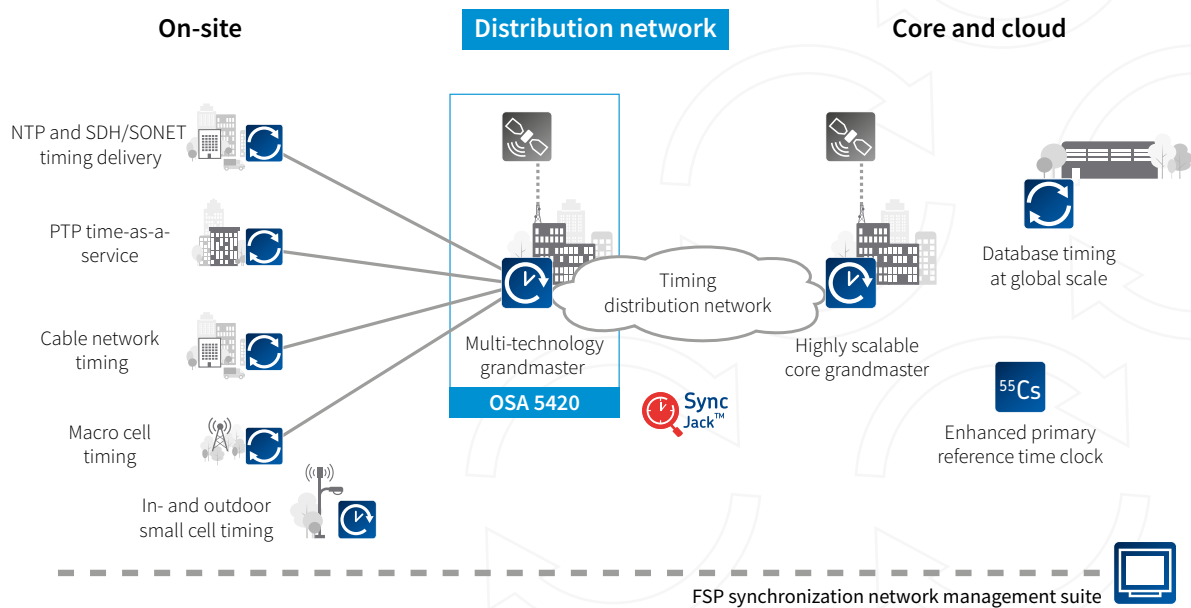 On-site
Distribution network
Core and cloud
NTP and SDH/SONET
timing delivery
PTP time-as-a-
service
Cable network
timing
Macro cell
timing
In- and outdoor
small cell timing
Multi-technology
grandmaster
OSA 5420
Timing
distribution network
Sync
Jack™
Highly scalable
core grandmaster
Database timing
at global scale
⁵⁵Cs
Enhanced primary
reference time clock
FSP synchronization network management suite